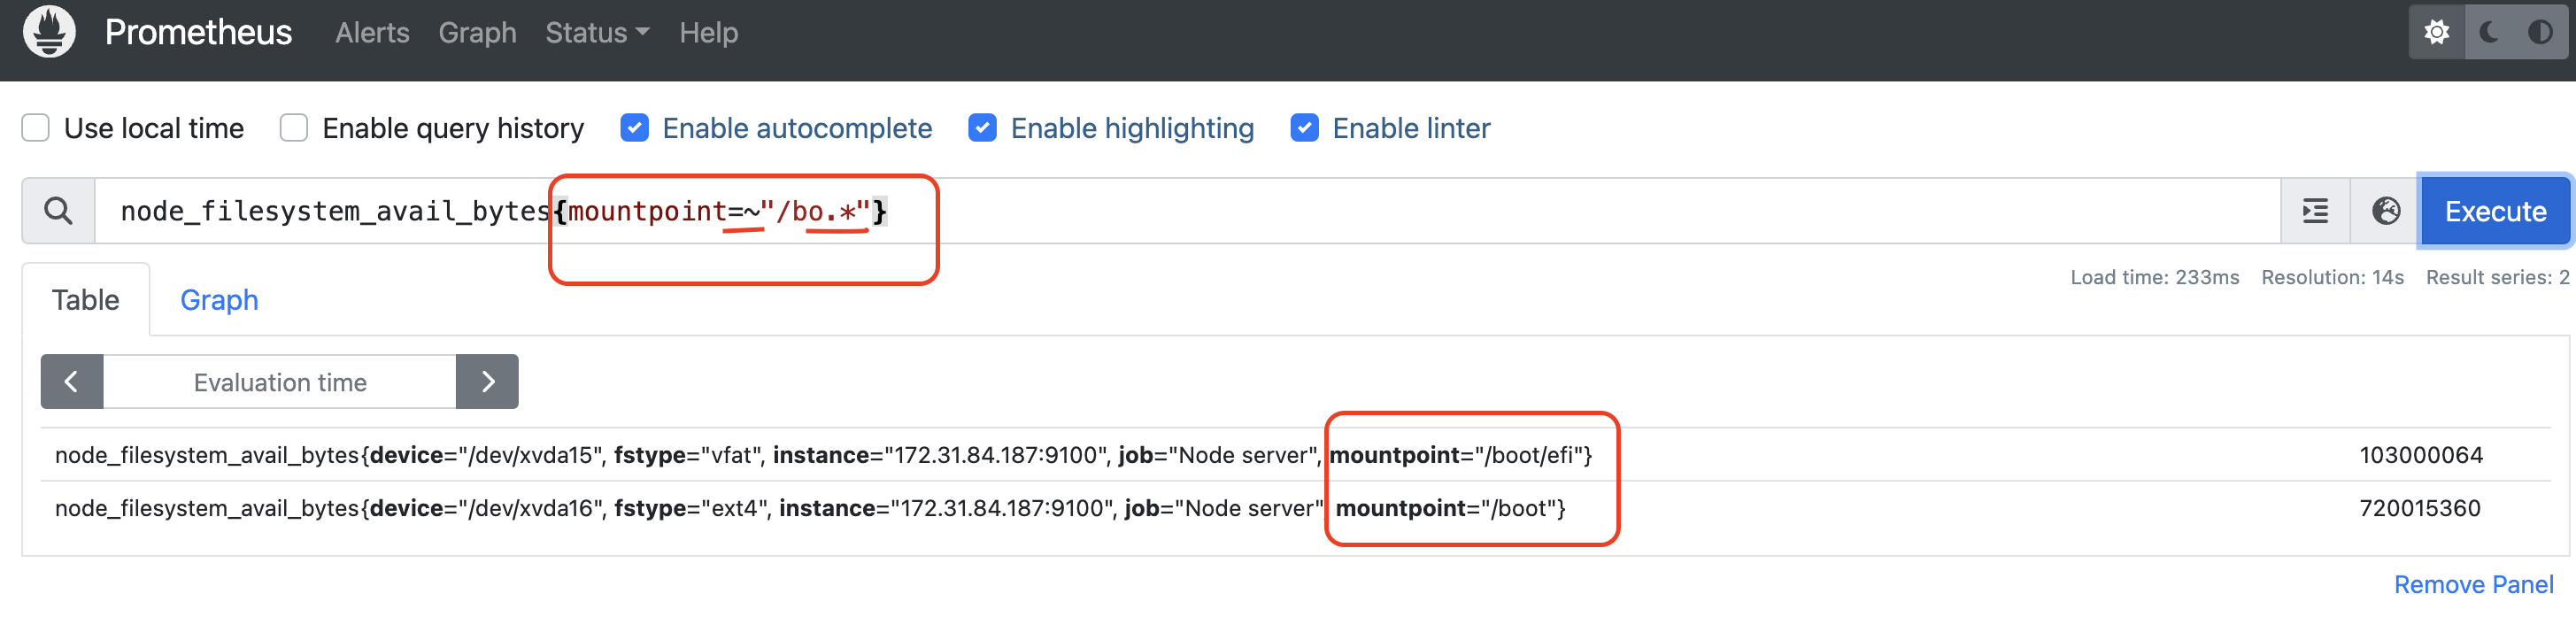 Prometheus Alerts Graph Status Help
Use local time Enable query history Enable autocomplete Enable highlighting Enable linter
node_filesystem_avail_bytes{mountpoint=~"/bo.*"} Execute
Load time: 233ms Resolution: 14s Result series: 2
Table Graph
Evaluation time
node_filesystem_avail_bytes{device="/dev/xvda15", fstype="vfat", instance="172.31.84.187:9100", job="Node server", mountpoint="/boot/efi"} 103000064
node_filesystem_avail_bytes{device="/dev/xvda16", fstype="ext4", instance="172.31.84.187:9100", job="Node server" mountpoint="/boot"} 720015360
Remove Panel